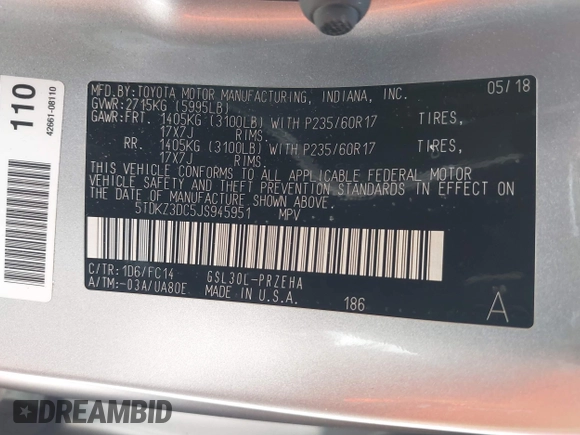 110
42661-08110
MFD.BY:TOYOTA MOTOR MANUFACTURING, INDIANA, INC. 05/18
GVWR:2715KG (5995LB)
GAWR:FRT. 1405KG (3100LB) WITH P235/60R17 TIRES,
17X7J RIMS.
RR. 1405KG (3100LB) WITH P235/60R17 TIRES,
17X7J RIMS.
THIS VEHICLE CONFORMS TO ALL APPLICABLE FEDERAL MOTOR
VEHICLE SAFETY AND THEFT PREVENTION STANDARDS IN EFFECT ON
THE DATE OF MANUFACTURE SHOWN ABOVE.
5TDKZ3DC5JS945951 MPV
C/TR:1D6/FC14 GSL30L-PRZEHA
A/TM:-03A/UA80E MADE IN U.S.A. 186 A
DREAMBID